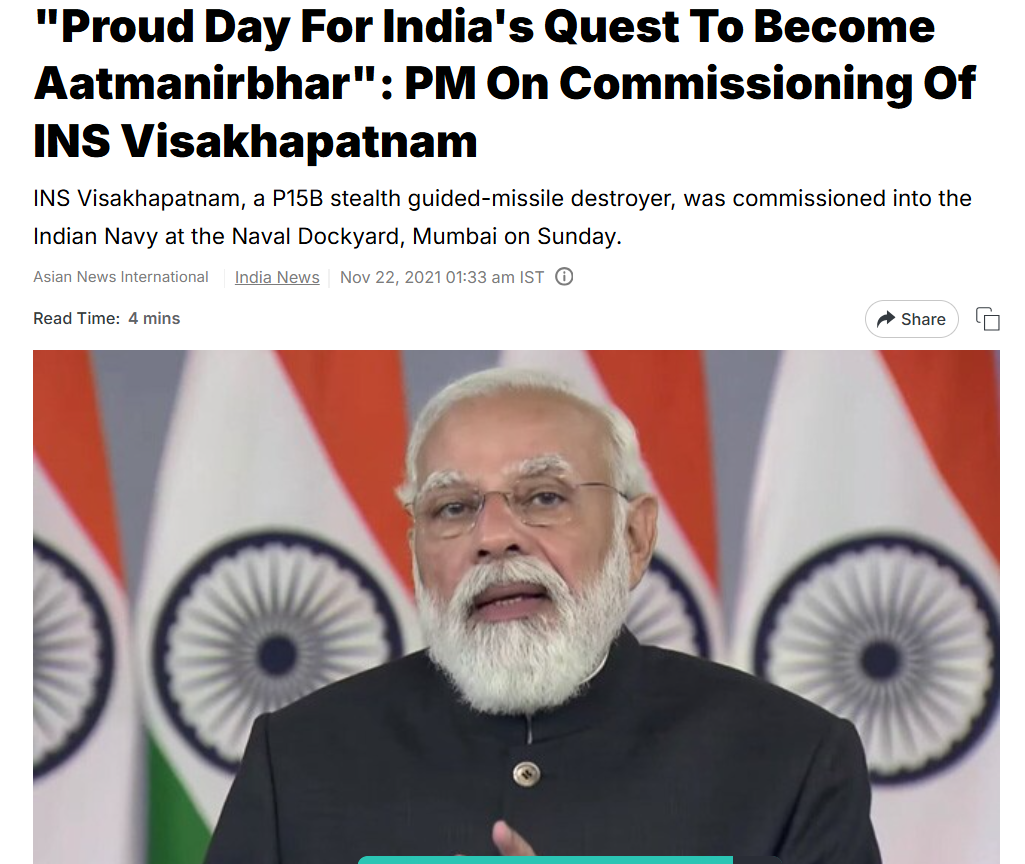 "Proud Day For India's Quest To Become
Aatmanirbhar": PM On Commissioning Of
INS Visakhapatnam
INS Visakhapatnam, a P15B stealth guided-missile destroyer, was commissioned into the
Indian Navy at the Naval Dockyard, Mumbai on Sunday.
Asian News International India News Nov 22, 2021 01:33 am IST
Read Time: 4 mins Share